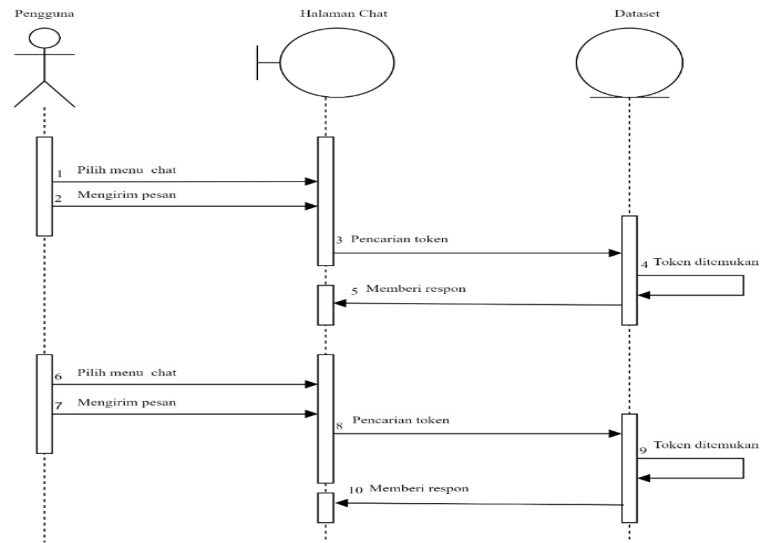 Pengguna
Halaman Chat
Dataset
1 Pilih menu chat
2 Mengirim pesan
3 Pencarian token
4 Token ditemukan
5 Memberi respon
6 Pilih menu chat
7 Mengirim pesan
8 Pencarian token
9 Token ditemukan
10 Memberi respon